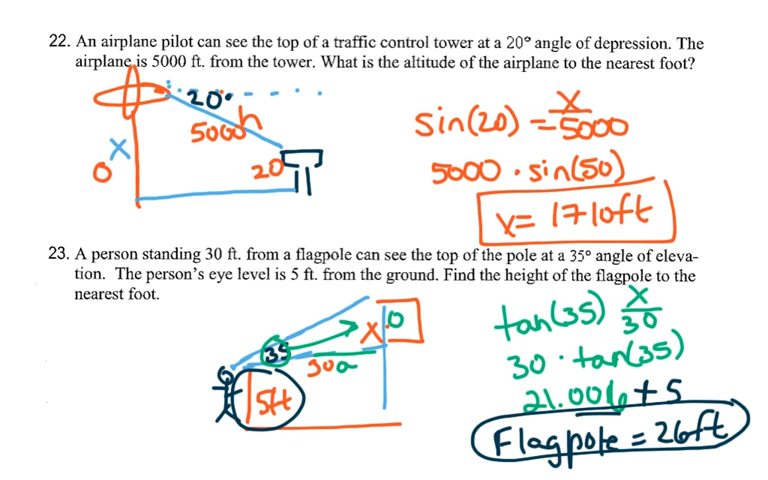 22. An airplane pilot can see the top of a traffic control tower at a 20° angle of depression. The
airplane is 5000 ft. from the tower. What is the altitude of the airplane to the nearest foot?
20°
5000h
X
O
20
sin(20) = x/5000
5000 · sin(50)
x = 1710ft
23. A person standing 30 ft. from a flagpole can see the top of the pole at a 35° angle of eleva-
tion. The person's eye level is 5 ft. from the ground. Find the height of the flagpole to the
nearest foot.
35
X O
30a
5ft
tan(35) x/30
30 · tan(35)
21.006 + 5
Flagpole = 26ft